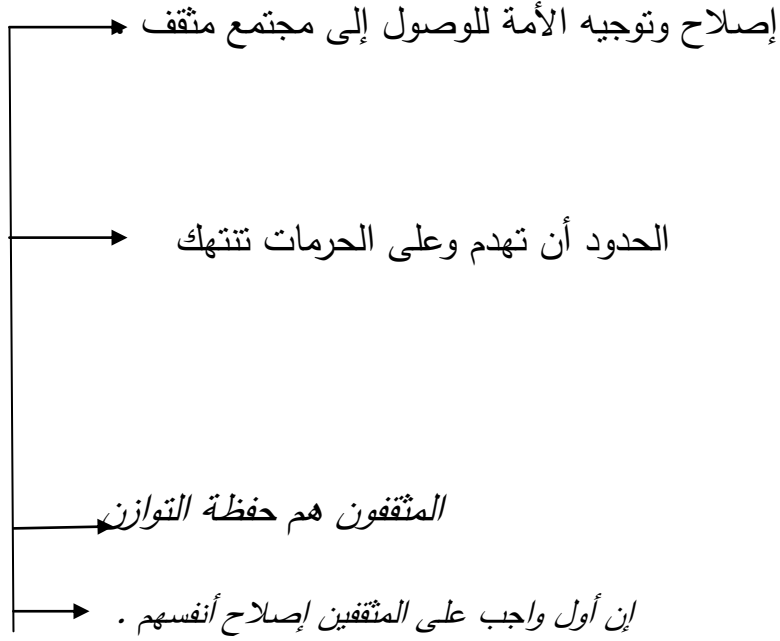 إصلاح وتوجيه الأمة للوصول إلى مجتمع مثقف
الحدود أن تهدم وعلى الحرمات تنتهك
المثقفون هم حفظة التوازن
إن أول واجب على المثقفين إصلاح أنفسهم .